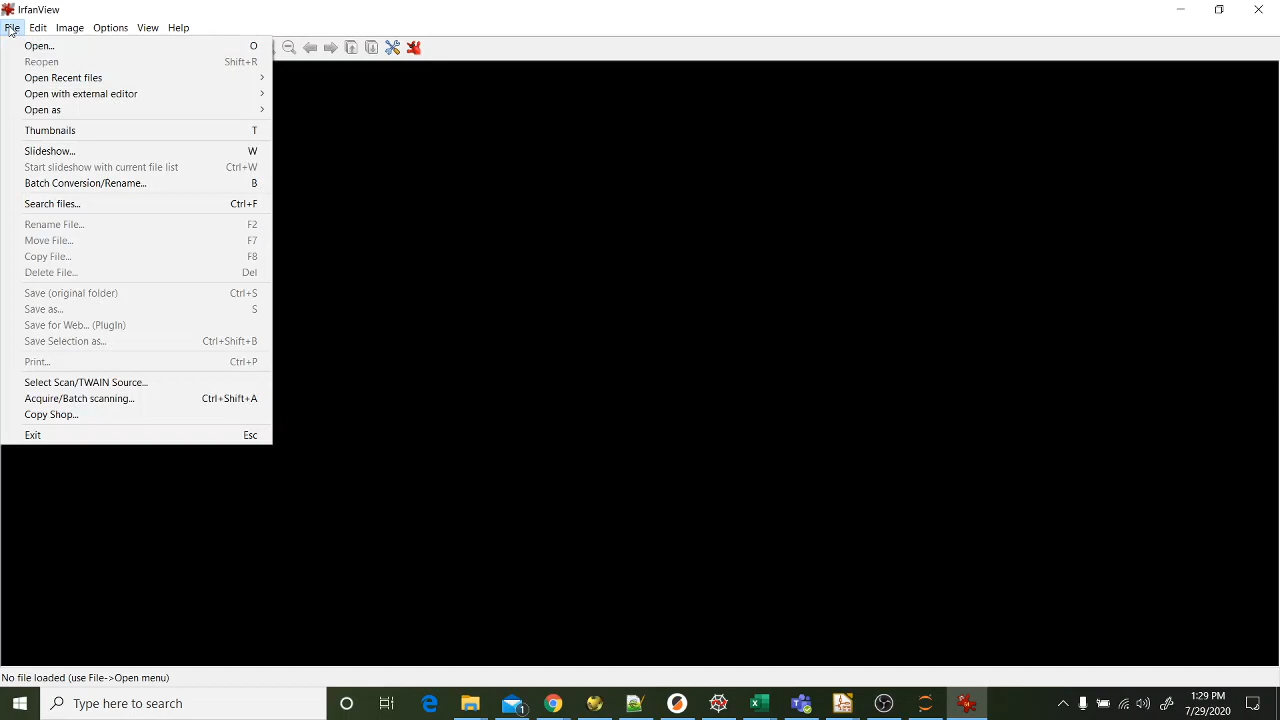 IrfanView
File Edit Image Options View Help
Open... O
Reopen Shift+R
Open Recent files
Open with external editor
Open as
Thumbnails T
Slideshow... W
Start slideshow with current file list Ctrl+W
Batch Conversion/Rename... B
Search files... Ctrl+F
Rename File... F2
Move File... F7
Copy File... F8
Delete File... Del
Save (original folder) Ctrl+S
Save as... S
Save for Web... (PlugIn)
Save Selection as... Ctrl+Shift+B
Print... Ctrl+P
Select Scan/TWAIN Source...
Acquire/Batch scanning... Ctrl+Shift+A
Copy Shop...
Exit Esc
No file loaded (use File->Open menu)
Type here to search
1
1:29 PM
7/29/2020